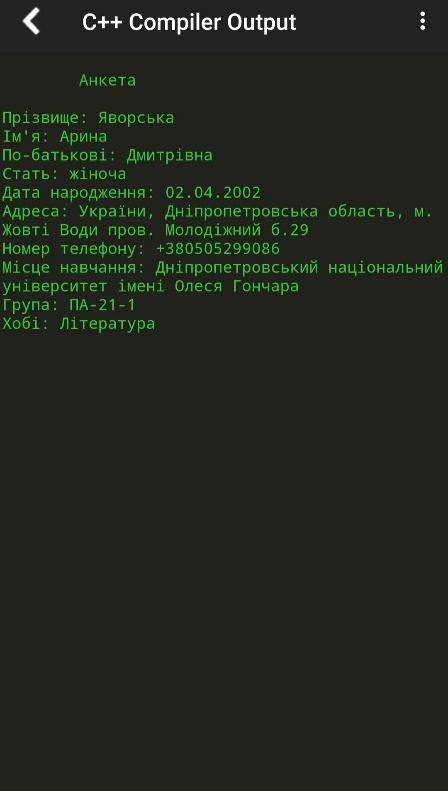 C++ Compiler Output
Анкета
Прізвище: Яворська
Ім'я: Арина
По-батькові: Дмитрівна
Стать: жіноча
Дата народження: 02.04.2002
Адреса: України, Дніпропетровська область, м.
Жовті Води пров. Молодіжний б.29
Номер телефону: +380505299086
Місце навчання: Дніпропетровський національний
університет імені Олеся Гончара
Група: ПА-21-1
Хобі: Література